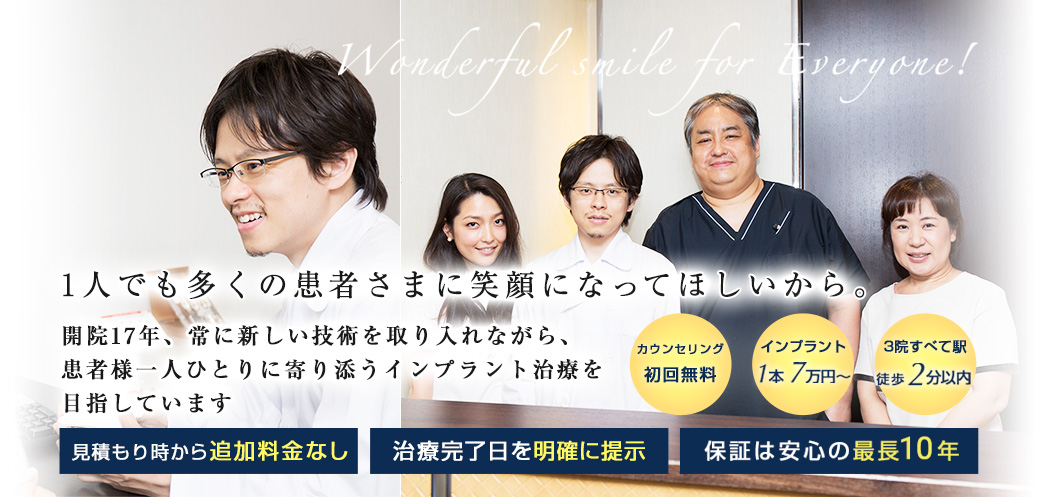 Wonderful smile for Everyone!
1人でも多くの患者さまに笑顔になってほしいから。
開院17年、常に新しい技術を取り入れながら、
患者様一人ひとりに寄り添うインプラント治療を
目指しています
カウンセリング
初回無料
インプラント
1本 7万円〜
3院すべて駅
徒歩 2分以内
見積もり時から追加料金なし
治療完了日を明確に提示
保証は安心の最長10年